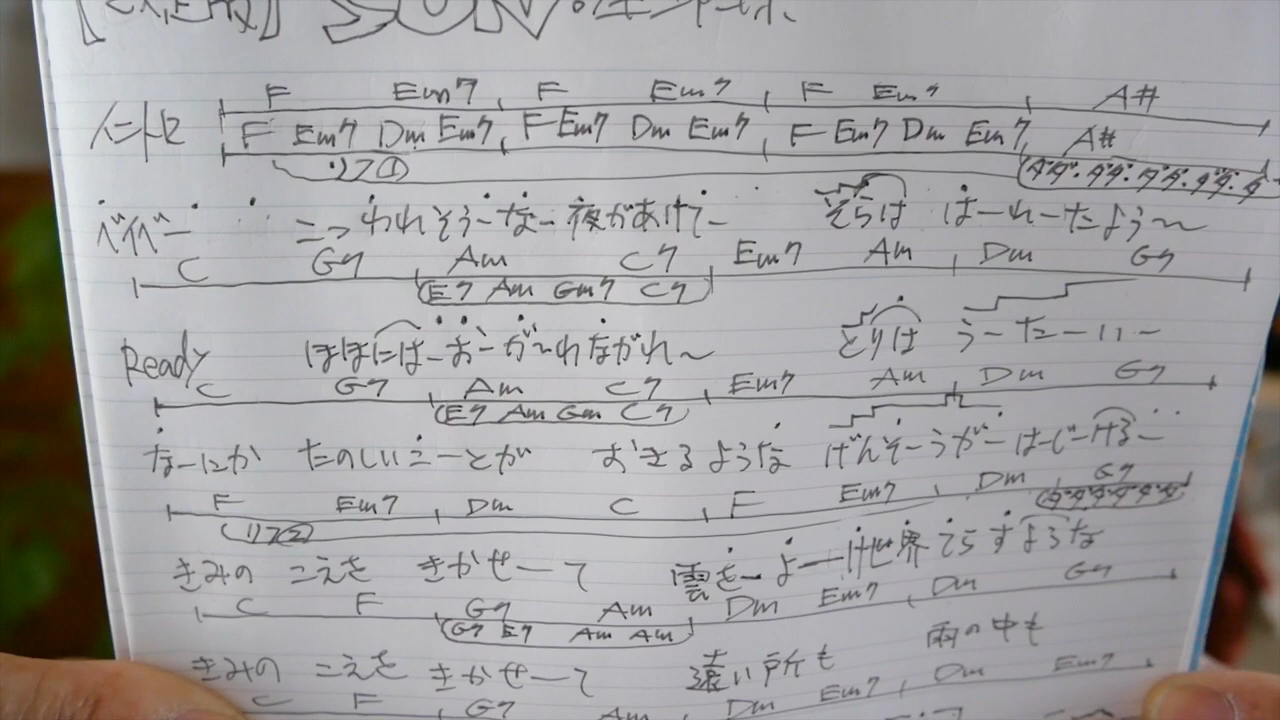 SUN
F Em7 F Em7 F Em7 A#
F Em7 Dm Em7 F Em7 Dm Em7 F Em7 Dm Em7 A#
リフ① ダダ・ダダ・ダダ・ダダ・ダ
ベイベー こっわれそうーなー夜があけてー そらは はーれーたよう〜
C G7 Am C7 Em7 Am Dm G7
E7 Am Gm7 C7
Ready ほほにはーおーが〜わながれ〜 とりは うーたーいー
C G7 Am C7 Em7 Am Dm G7
E7 Am Gm C7
なーにか たのしいこーとが おきるような げんそーうがーはじーけるー
F Em7 Dm C F Em7 Dm G7
リフ② ダダダダダダ
きみの こえを きかせーて 雲をーよーけ世界てらすような
C F G7 Am Dm Em7 Dm G7
G7 E7 Am Am
きみの こえを きかせーて 遠い所も 雨の中も
C F G7 Am Dm Em7 Dm Em7